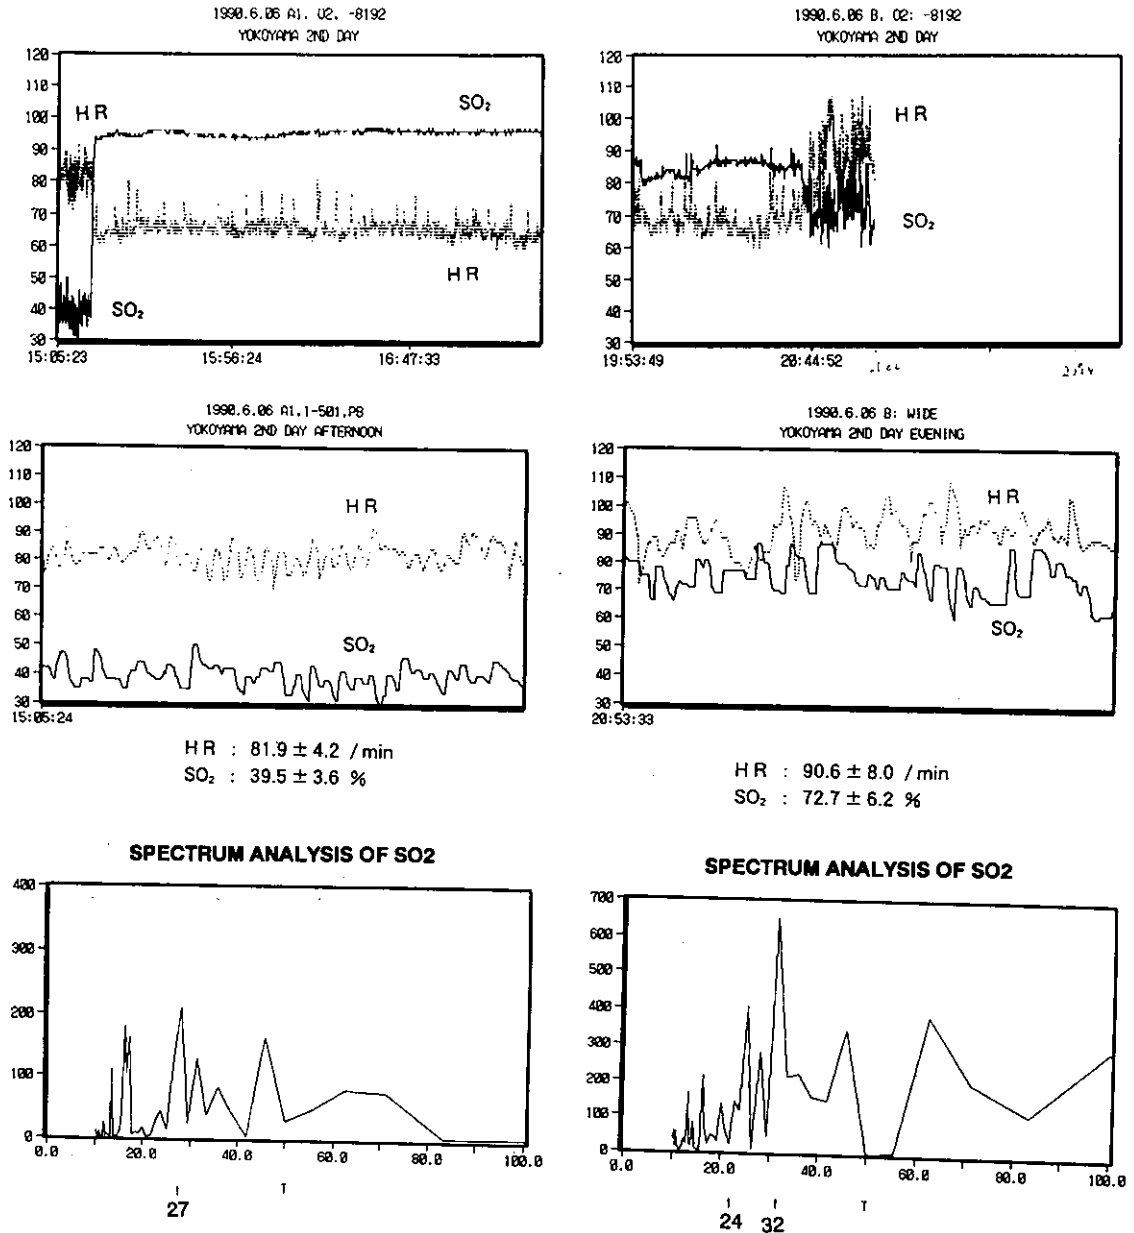 1990.6.06 A1. O2. -8192
YOKOYAMA 2ND DAY
120
110
100
90
80
70
60
50
40
30
HR
SO₂
HR
SO₂
15:05:23 15:56:24 16:47:33
1990.6.06 B. O2: -8192
YOKOYAMA 2ND DAY
120
110
100
90
80
70
60
50
40
30
HR
SO₂
19:53:49 20:44:52
1990.6.06 A1.1-501.PB
YOKOYAMA 2ND DAY AFTERNOON
120
110
100
90
80
70
60
50
40
30
HR
SO₂
15:05:24
HR : 81.9 ± 4.2 /min
SO₂ : 39.5 ± 3.6 %
1990.6.06 B: WIDE
YOKOYAMA 2ND DAY EVENING
120
110
100
90
80
70
60
50
40
30
HR
SO₂
20:53:33
HR : 90.6 ± 8.0 /min
SO₂ : 72.7 ± 6.2 %
SPECTRUM ANALYSIS OF SO2
400
300
200
100
0
0.0 20.0 40.0 60.0 80.0 100.0
T
27
SPECTRUM ANALYSIS OF SO2
700
600
500
400
300
200
100
0
0.0 20.0 40.0 60.0 80.0 100.0
T
24 32